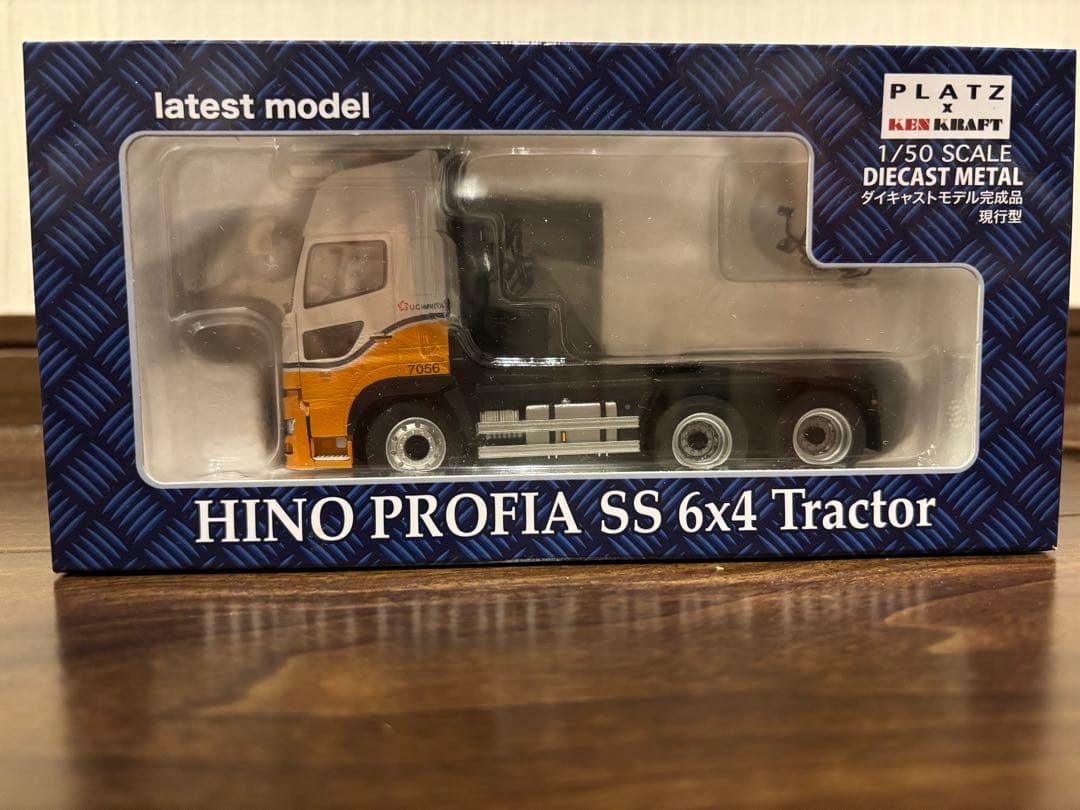 latest model
PLATZ
x
KEN KRAFT
1/50 SCALE
DIECAST METAL
ダイキャストモデル完成品
現行型
7056
HINO PROFIA SS 6x4 Tractor